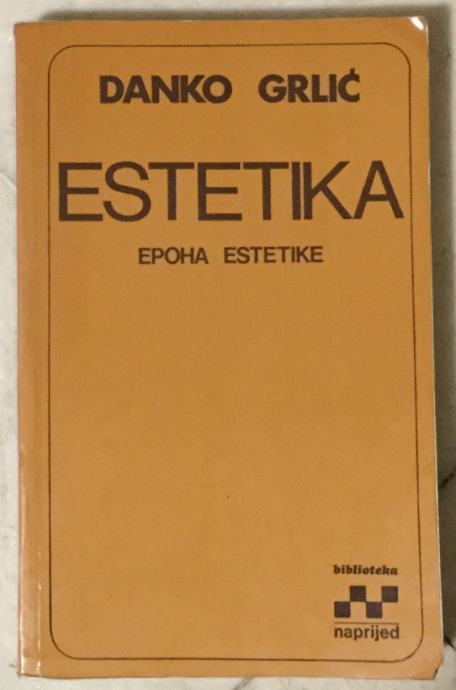 DANKO GRLIĆ
ESTETIKA
EPOHA ESTETIKE
biblioteka
naprijed